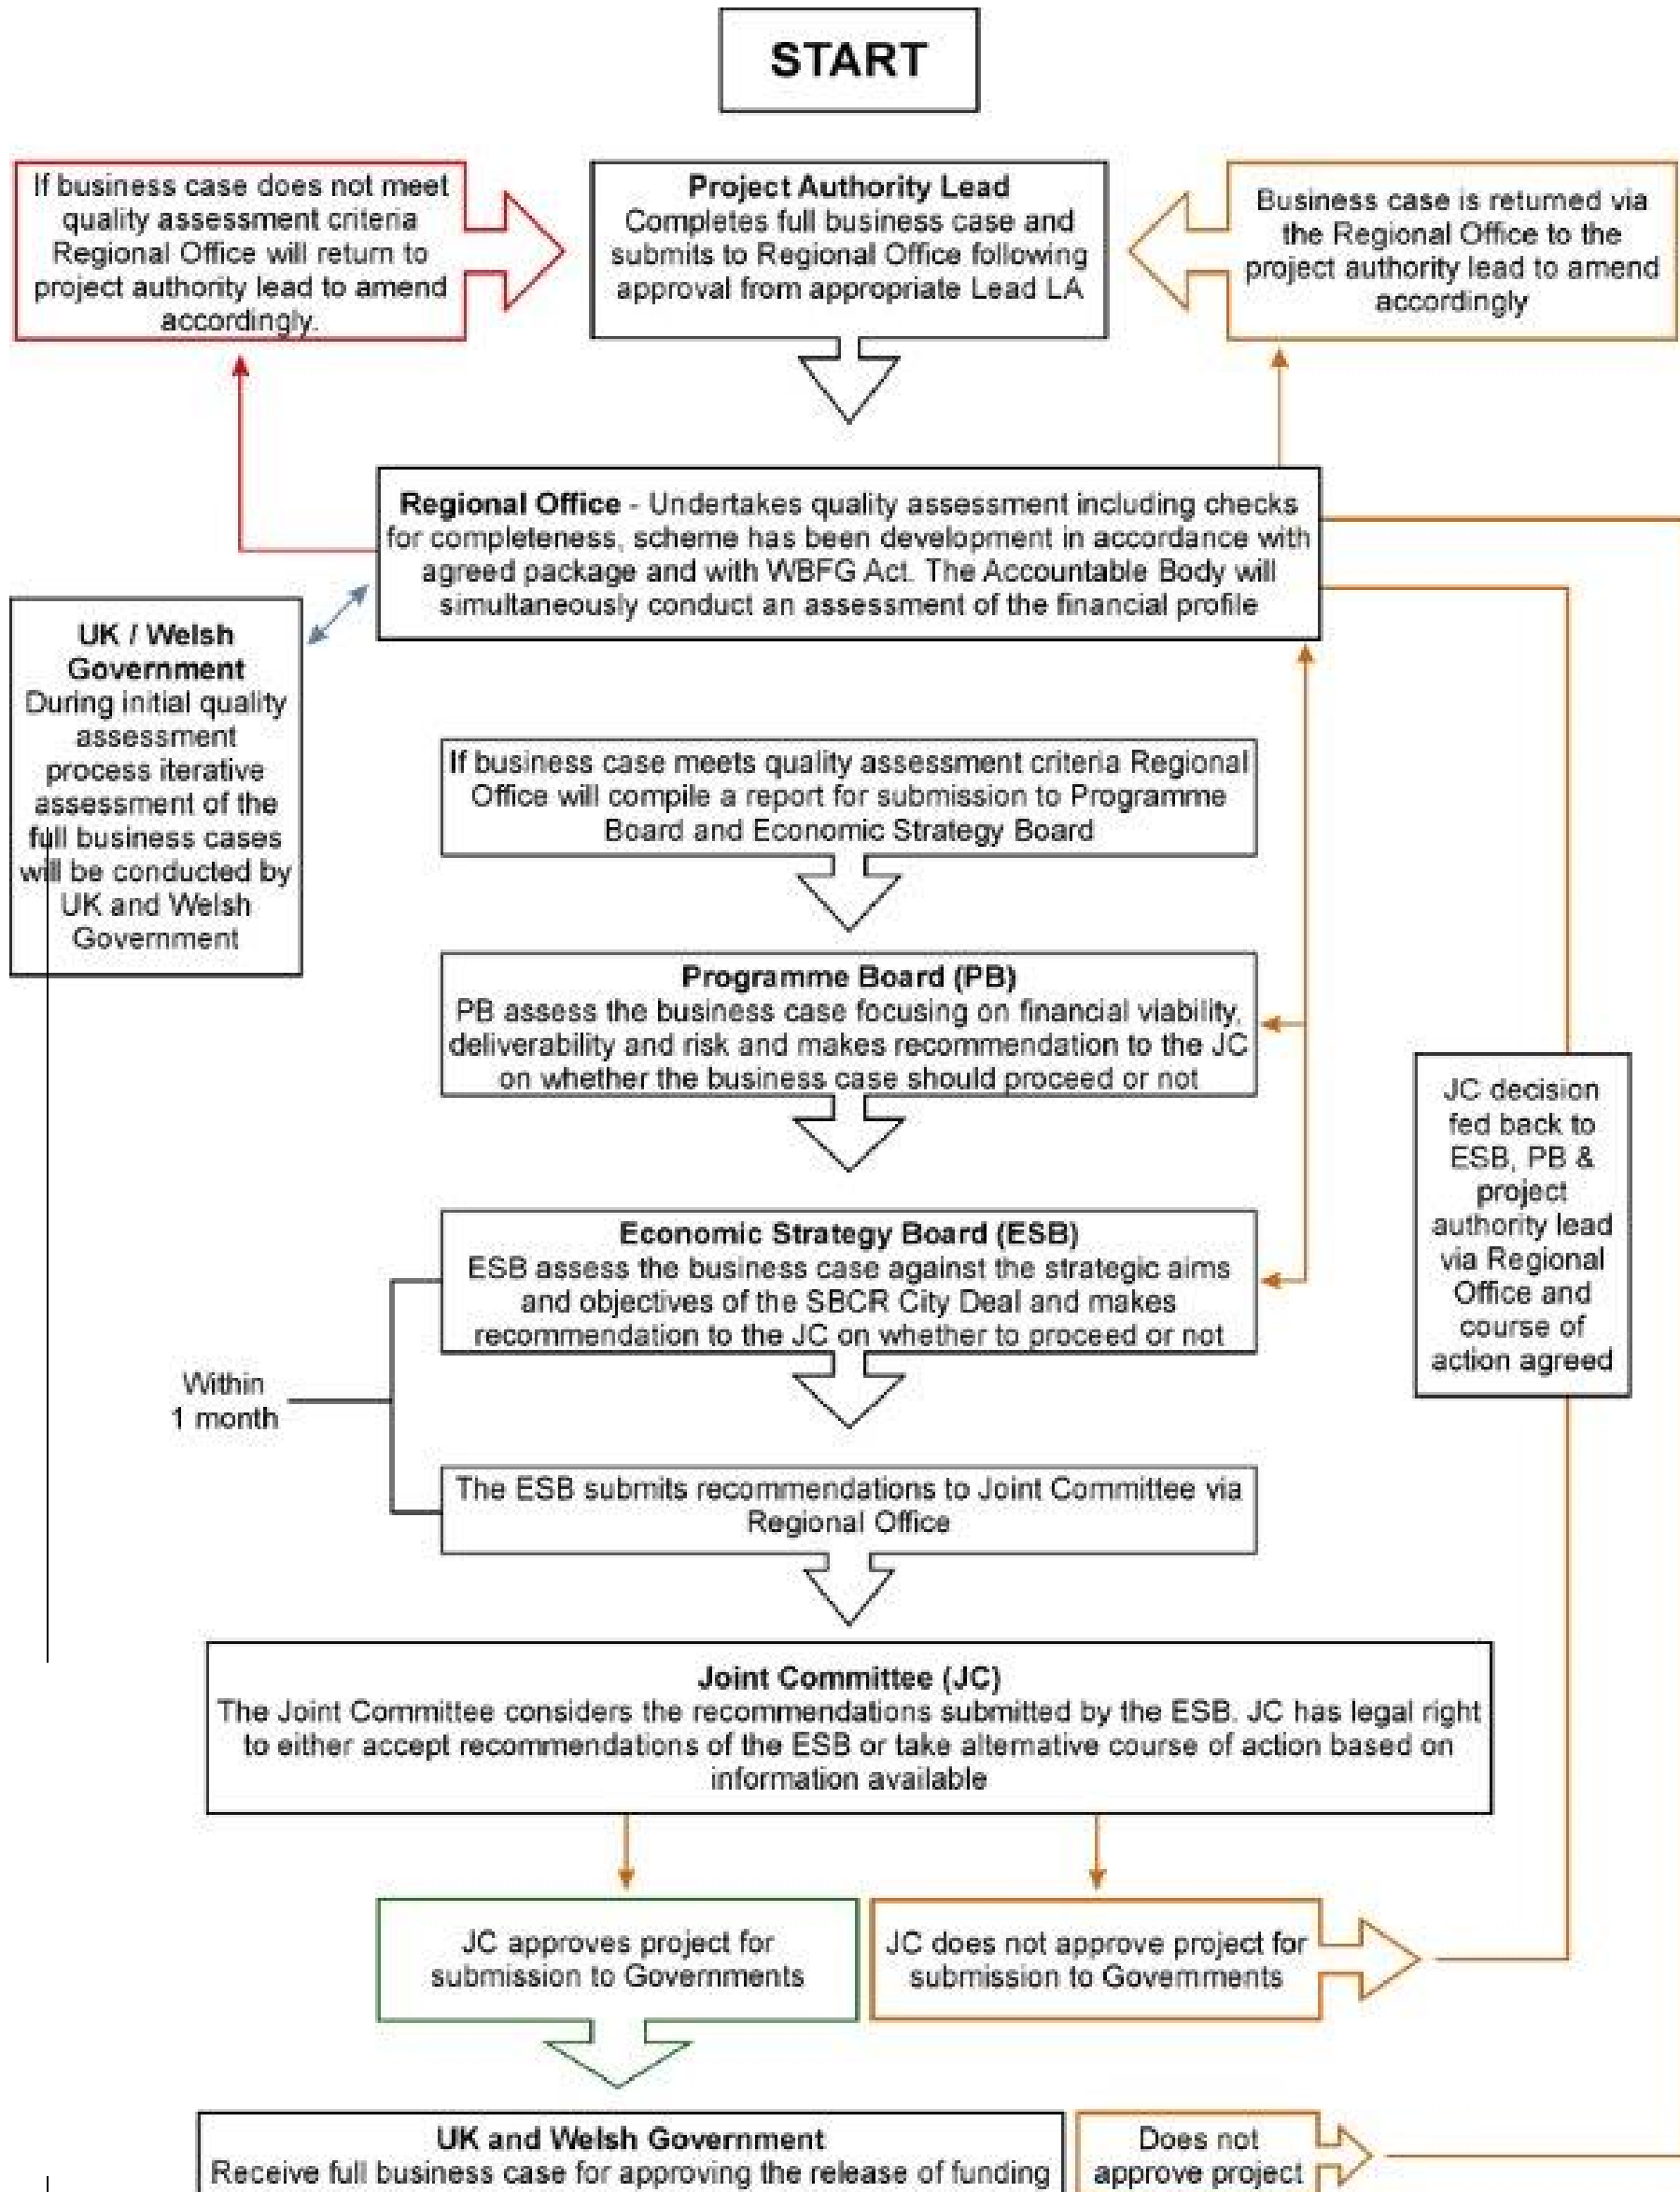 START
If business case does not meet
quality assessment criteria
Regional Office will return to
project authority lead to amend
accordingly.
Project Authority Lead
Completes full business case and
submits to Regional Office following
approval from appropriate Lead LA
Business case is returned via
the Regional Office to the
project authority lead to amend
accordingly
Regional Office - Undertakes quality assessment including checks
for completeness, scheme has been development in accordance with
agreed package and with WBFG Act. The Accountable Body will
simultaneously conduct an assessment of the financial profile
UK / Welsh
Government
During initial quality
assessment
process iterative
assessment of the
full business cases
will be conducted by
UK and Welsh
Government
If business case meets quality assessment criteria Regional
Office will compile a report for submission to Programme
Board and Economic Strategy Board
Programme Board (PB)
PB assess the business case focusing on financial viability,
deliverability and risk and makes recommendation to the JC
on whether the business case should proceed or not
JC decision
fed back to
ESB, PB &
project
authority lead
via Regional
Office and
course of
action agreed
Economic Strategy Board (ESB)
ESB assess the business case against the strategic aims
and objectives of the SBCR City Deal and makes
recommendation to the JC on whether to proceed or not
Within
1 month
The ESB submits recommendations to Joint Committee via
Regional Office
Joint Committee (JC)
The Joint Committee considers the recommendations submitted by the ESB. JC has legal right
to either accept recommendations of the ESB or take alternative course of action based on
information available
JC approves project for
submission to Governments
JC does not approve project for
submission to Governments
UK and Welsh Government
Receive full business case for approving the release of funding
Does not
approve project